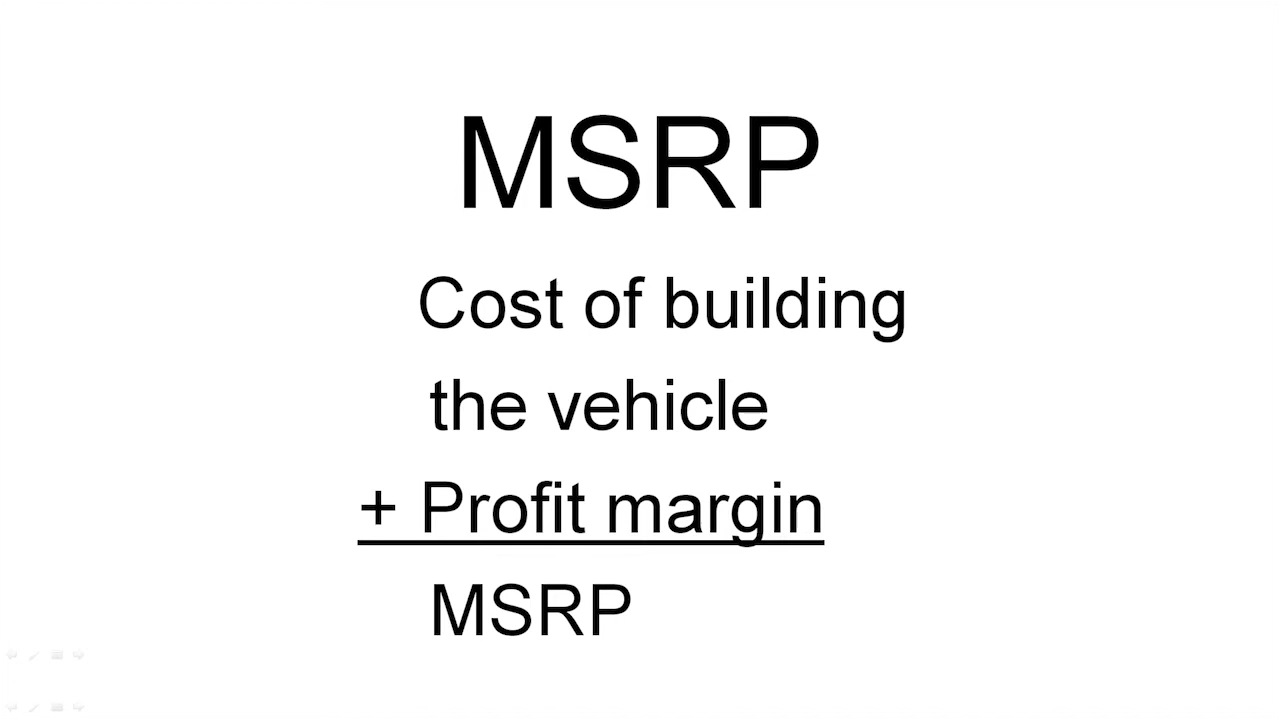 MSRP
Cost of building
the vehicle
+ Profit margin
MSRP